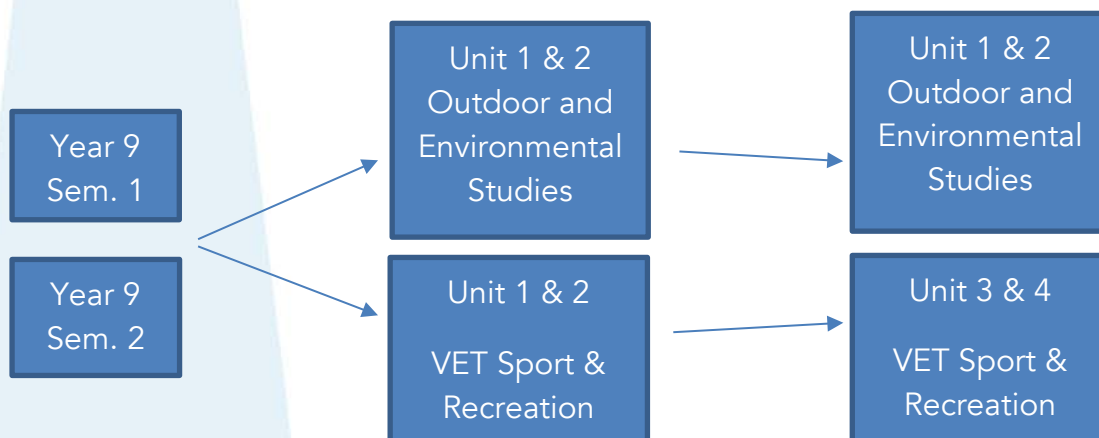 Year 9
Sem. 1
Year 9
Sem. 2
Unit 1 & 2
Outdoor and
Environmental
Studies
Unit 1 & 2
VET Sport &
Recreation
Unit 1 & 2
Outdoor and
Environmental
Studies
Unit 3 & 4
VET Sport &
Recreation